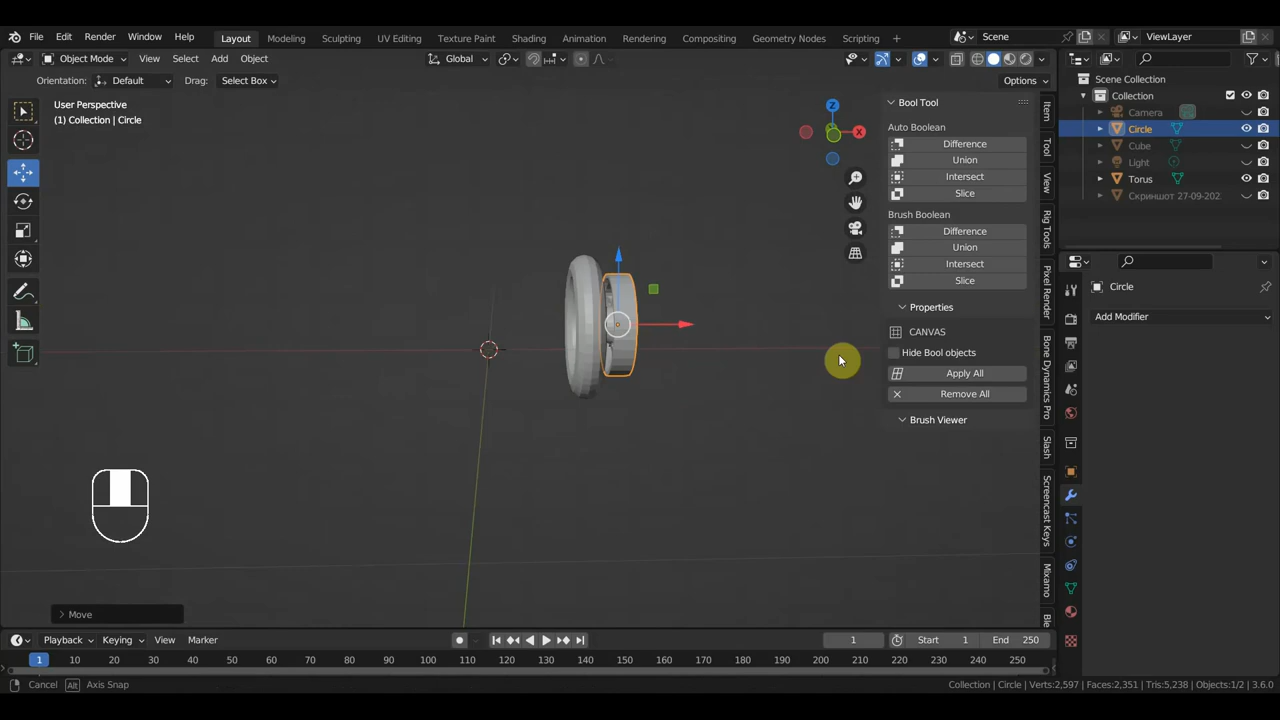 File Edit Render Window Help Layout Modeling Sculpting UV Editing Texture Paint Shading Animation Rendering Compositing Geometry Nodes Scripting Scene ViewLayer
Object Mode View Select Add Object Global
Orientation: Default Drag: Select Box Options
User Perspective
(1) Collection | Circle
Z
X
Bool Tool
Auto Boolean
Difference
Union
Intersect
Slice
Brush Boolean
Difference
Union
Intersect
Slice
Properties
CANVAS
Hide Bool objects
Apply All
Remove All
Brush Viewer
Item
Tool
View
Rig Tools
Pixel Render
Bone Dynamics Pro
Slash
Screencast Keys
Mixamo
Scene Collection
Collection
Camera
Circle
Cube
Light
Torus
Скриншот 27-09-202
Circle
Add Modifier
Move
Playback Keying View Marker 1 Start 1 End 250
1 10 20 30 40 50 60 70 80 90 100 110 120 130 140 150 160 170 180 190 200 210 220 230 240 250
Cancel Alt Axis Snap Collection | Circle | Verts:2,597 | Faces:2,351 | Tris:5,238 | Objects:1/2 | 3.6.0